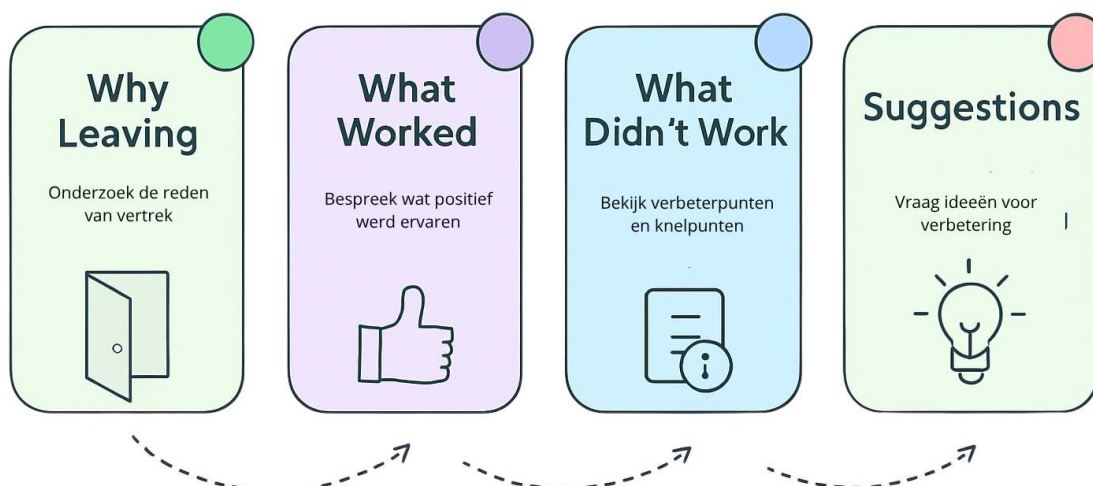 Why
Leaving
Onderzoek de reden
van vertrek
What
Worked
Bespreek wat positief
werd ervaren
What
Didn't Work
Bekijk verbeterpunten
en knelpunten
Suggestions
Vraag ideeën voor
verbetering